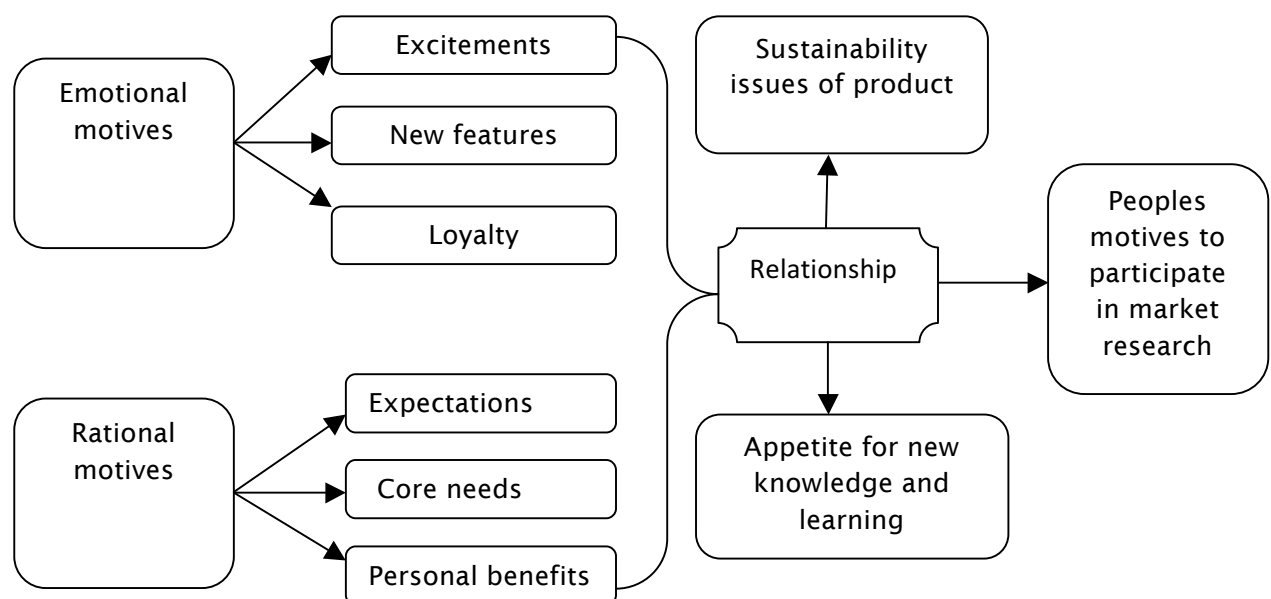 Emotional
motives
Excitements
New features
Loyalty
Rational
motives
Expectations
Core needs
Personal benefits
Sustainability
issues of product
Relationship
Appetite for new
knowledge and
learning
Peoples
motives to
participate
in market
research